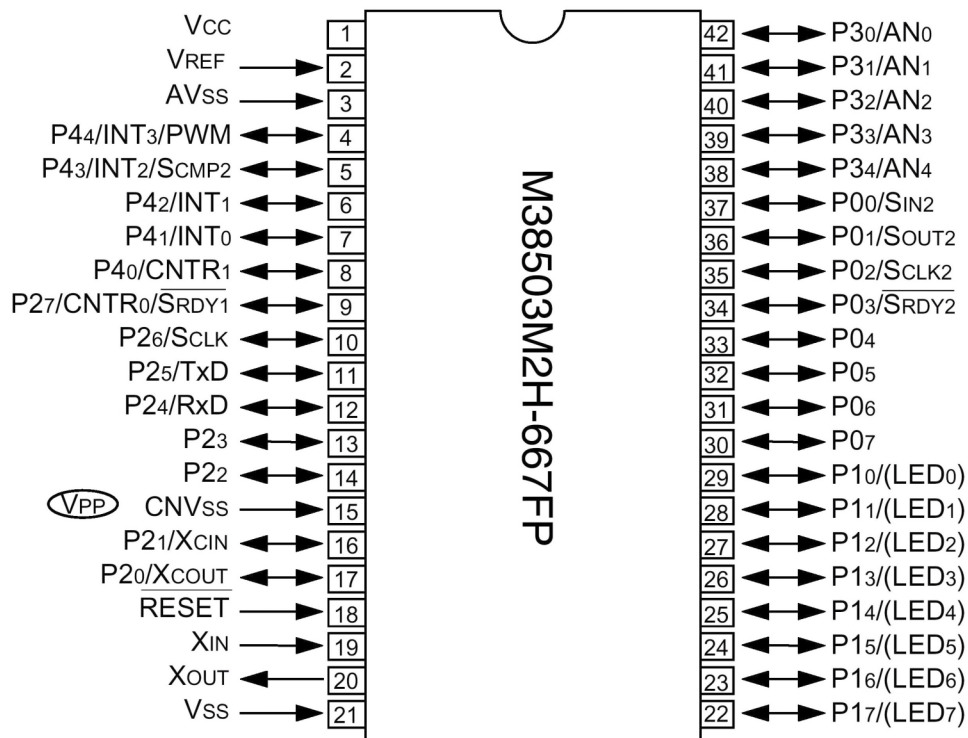 VCC 1
VREF 2
AVSS 3
P44/INT3/PWM 4
P43/INT2/SCMP2 5
P42/INT1 6
P41/INT0 7
P40/CNTR1 8
P27/CNTR0/SRDY1 9
P26/SCLK 10
P25/TxD 11
P24/RxD 12
P23 13
P22 14
VPP CNVSS 15
P21/XCIN 16
P20/XCOUT 17
RESET 18
XIN 19
XOUT 20
VSS 21
M38503M2H-667FP
42 P30/AN0
41 P31/AN1
40 P32/AN2
39 P33/AN3
38 P34/AN4
37 P00/SIN2
36 P01/SOUT2
35 P02/SCLK2
34 P03/SRDY2
33 P04
32 P05
31 P06
30 P07
29 P10/(LED0)
28 P11/(LED1)
27 P12/(LED2)
26 P13/(LED3)
25 P14/(LED4)
24 P15/(LED5)
23 P16/(LED6)
22 P17/(LED7)